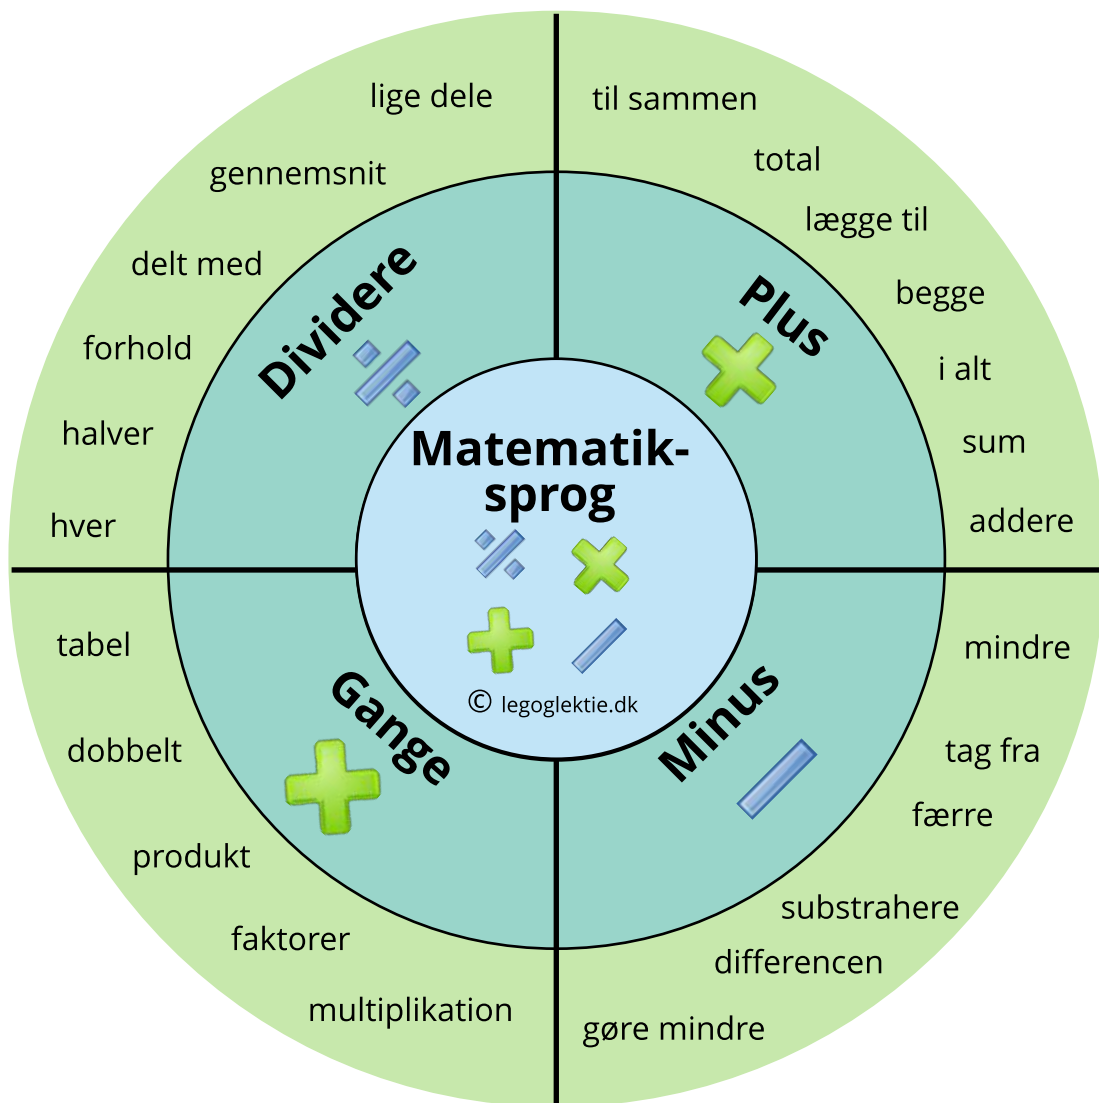 lige dele
gennemsnit
delt med
forhold
halver
hver
Dividere
til sammen
total
lægge til
begge
i alt
sum
addere
Plus
Matematik-
sprog
© legoglektie.dk
Gange
tabel
dobbelt
produkt
faktorer
multiplikation
Minus
mindre
tag fra
færre
substrahere
differencen
gøre mindre